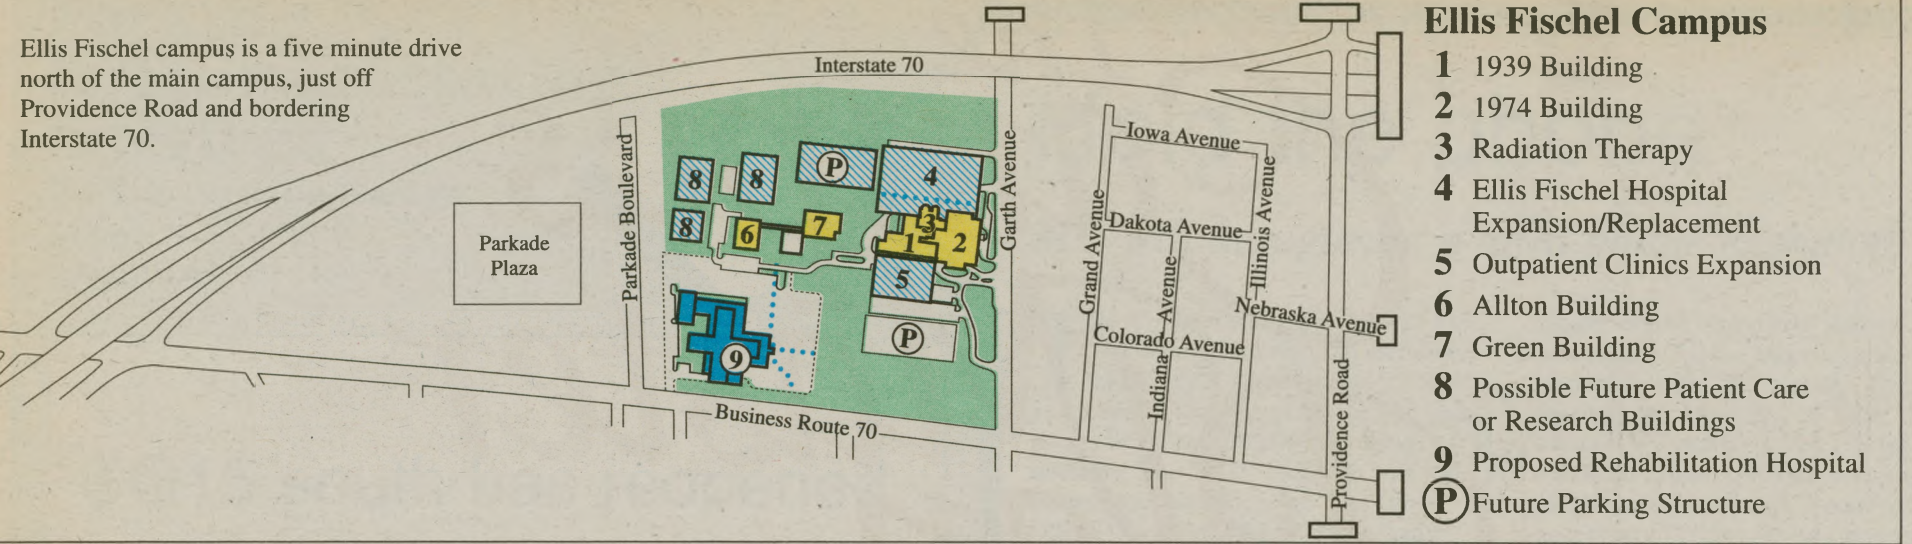 Ellis Fischel campus is a five minute drive
north of the main campus, just off
Providence Road and bordering
Interstate 70.
Interstate 70
Parkade
Plaza
Parkade Boulevard
8
8
P
4
8
6
7
3
1
2
5
P
9
Garth Avenue
Business Route 70
Iowa Avenue
Grand Avenue
Dakota Avenue
Illinois Avenue
Indiana Avenue
Nebraska Avenue
Colorado Avenue
Providence Road
Ellis Fischel Campus
1 1939 Building
2 1974 Building
3 Radiation Therapy
4 Ellis Fischel Hospital
Expansion/Replacement
5 Outpatient Clinics Expansion
6 Allton Building
7 Green Building
8 Possible Future Patient Care
or Research Buildings
9 Proposed Rehabilitation Hospital
P Future Parking Structure